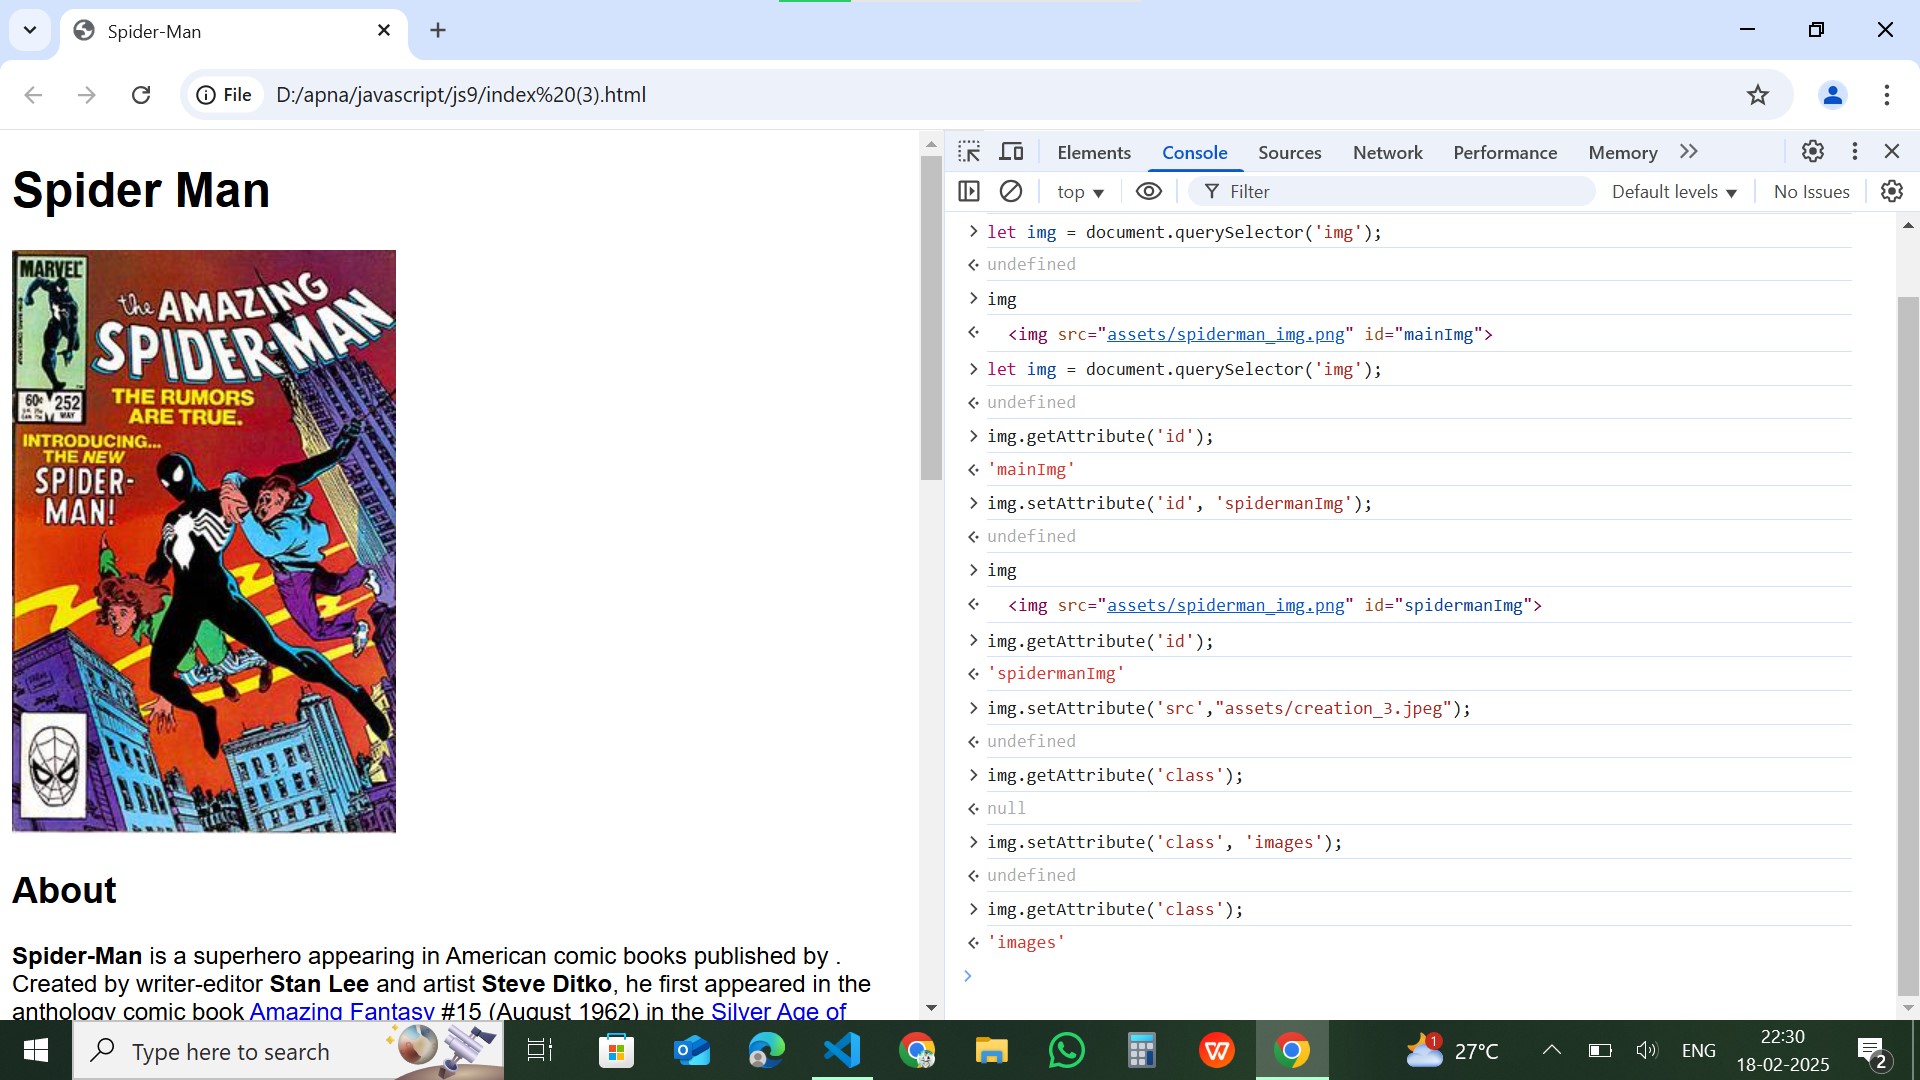 Spider-Man
File
D:/apna/javascript/js9/index%20(3).html
Spider Man
MARVEL
the AMAZING
SPIDER-MAN
60¢ 252
MAY
THE RUMORS
ARE TRUE.
INTRODUCING...
THE NEW
SPIDER-
MAN!
About
Spider-Man is a superhero appearing in American comic books published by .
Created by writer-editor Stan Lee and artist Steve Ditko, he first appeared in the
anthology comic book Amazing Fantasy #15 (August 1962) in the Silver Age of
Elements Console Sources Network Performance Memory
top Filter Default levels No Issues
let img = document.querySelector('img');
undefined
img
<img src="assets/spiderman_img.png" id="mainImg">
let img = document.querySelector('img');
undefined
img.getAttribute('id');
'mainImg'
img.setAttribute('id', 'spidermanImg');
undefined
img
<img src="assets/spiderman_img.png" id="spidermanImg">
img.getAttribute('id');
'spidermanImg'
img.setAttribute('src',"assets/creation_3.jpeg");
undefined
img.getAttribute('class');
null
img.setAttribute('class', 'images');
undefined
img.getAttribute('class');
'images'
Type here to search
1
27°C
ENG
22:30
18-02-2025
2